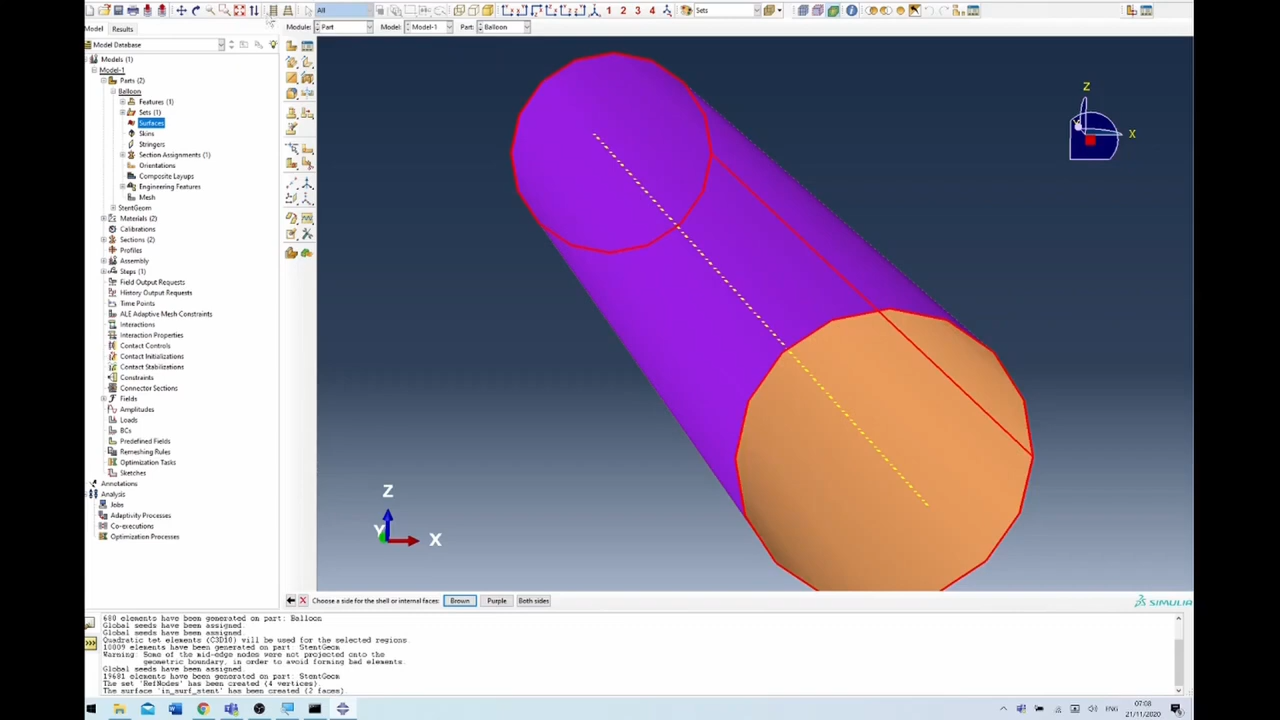 All
1 2 3 4
Sets
Model Results
Module: Part Model: Model-1 Part: Balloon
Model Database
Models (1)
Model-1
Parts (2)
Balloon
Features (1)
Sets (1)
Surfaces
Skins
Stringers
Section Assignments (1)
Orientations
Composite Layups
Engineering Features
Mesh
StentGeom
Materials (2)
Calibrations
Sections (2)
Profiles
Assembly
Steps (1)
Field Output Requests
History Output Requests
Time Points
ALE Adaptive Mesh Constraints
Interactions
Interaction Properties
Contact Controls
Contact Initializations
Contact Stabilizations
Constraints
Connector Sections
Fields
Amplitudes
Loads
BCs
Predefined Fields
Remeshing Rules
Optimization Tasks
Sketches
Annotations
Analysis
Jobs
Adaptivity Processes
Co-executions
Optimization Processes
Z
Y
X
Z
Y
X
Choose a side for the shell or internal faces: Brown Purple Both sides
SIMULIA
680 elements have been generated on part: Balloon
Global seeds have been assigned.
Global seeds have been assigned
Quadratic tet elements (C3D10) will be used for the selected regions.
10009 elements have been generated on part StentGeom
Warning: Some of the mid-edge nodes were not projected onto the
geometric boundary, in order to avoid forming bad elements.
Global seeds have been assigned.
19681 elements have been generated on part: StentGeom
The set 'RefNodes' has been created (4 vertices).
The surface 'in_surf_stent' has been created (2 faces).
ENG
07:08
21/11/2020